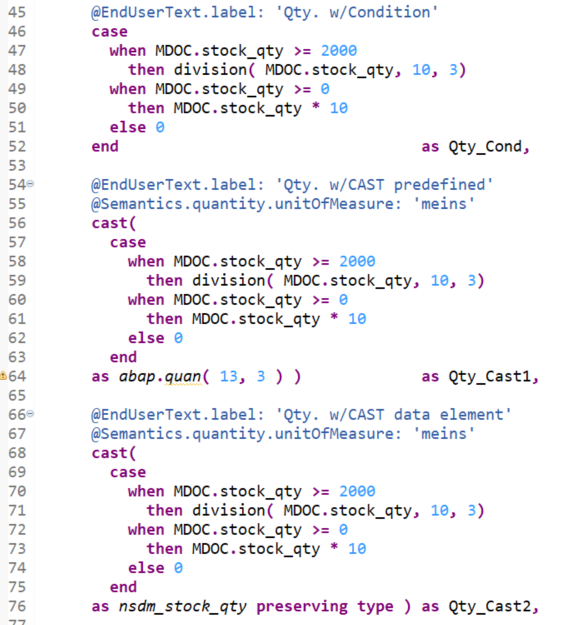 45 @EndUserText.label: 'Qty. w/Condition'
46 case
47 when MDOC.stock_qty >= 2000
48 then division( MDOC.stock_qty, 10, 3)
49 when MDOC.stock_qty >= 0
50 then MDOC.stock_qty * 10
51 else 0
52 end as Qty_Cond,
53
54 @EndUserText.label: 'Qty. w/CAST predefined'
55 @Semantics.quantity.unitOfMeasure: 'meins'
56 cast(
57 case
58 when MDOC.stock_qty >= 2000
59 then division( MDOC.stock_qty, 10, 3)
60 when MDOC.stock_qty >= 0
61 then MDOC.stock_qty * 10
62 else 0
63 end
64 as abap.quan( 13, 3 ) ) as Qty_Cast1,
65
66 @EndUserText.label: 'Qty. w/CAST data element'
67 @Semantics.quantity.unitOfMeasure: 'meins'
68 cast(
69 case
70 when MDOC.stock_qty >= 2000
71 then division( MDOC.stock_qty, 10, 3)
72 when MDOC.stock_qty >= 0
73 then MDOC.stock_qty * 10
74 else 0
75 end
76 as nsdm_stock_qty preserving type ) as Qty_Cast2,